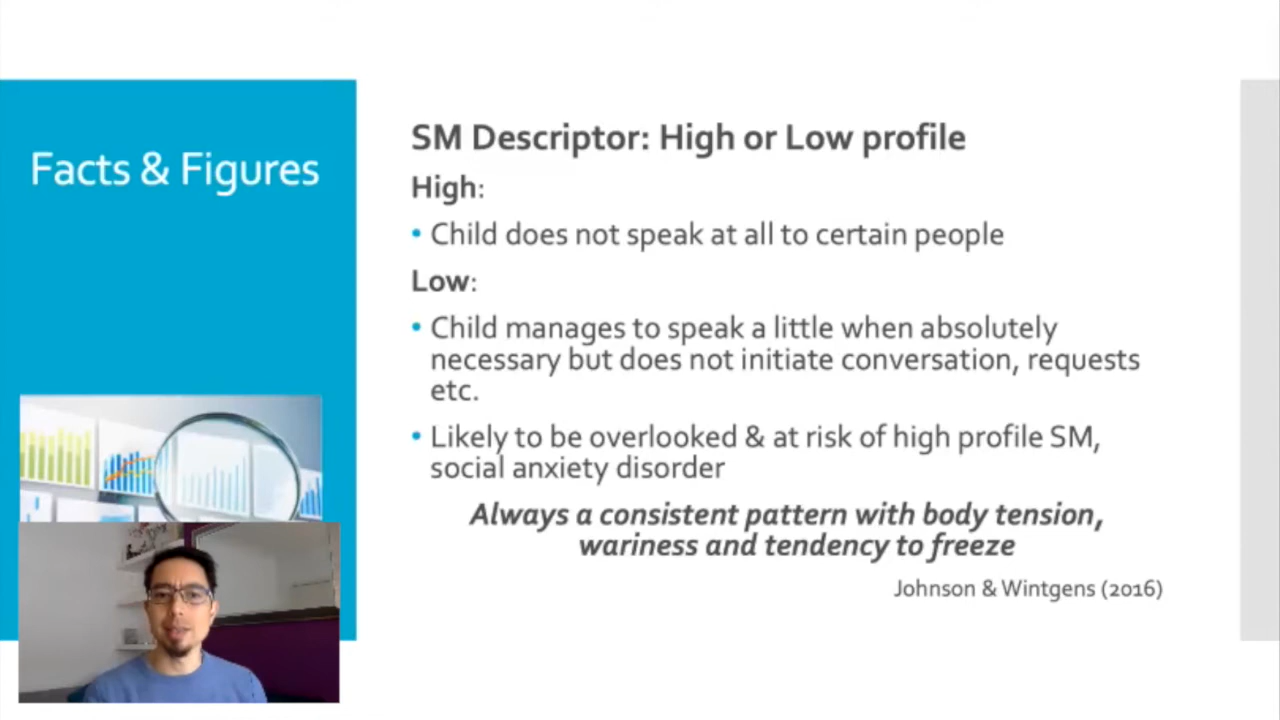 Facts & Figures
SM Descriptor: High or Low profile
High:
• Child does not speak at all to certain people
Low:
• Child manages to speak a little when absolutely
necessary but does not initiate conversation, requests
etc.
• Likely to be overlooked & at risk of high profile SM,
social anxiety disorder
Always a consistent pattern with body tension,
wariness and tendency to freeze
Johnson & Wintgens (2016)